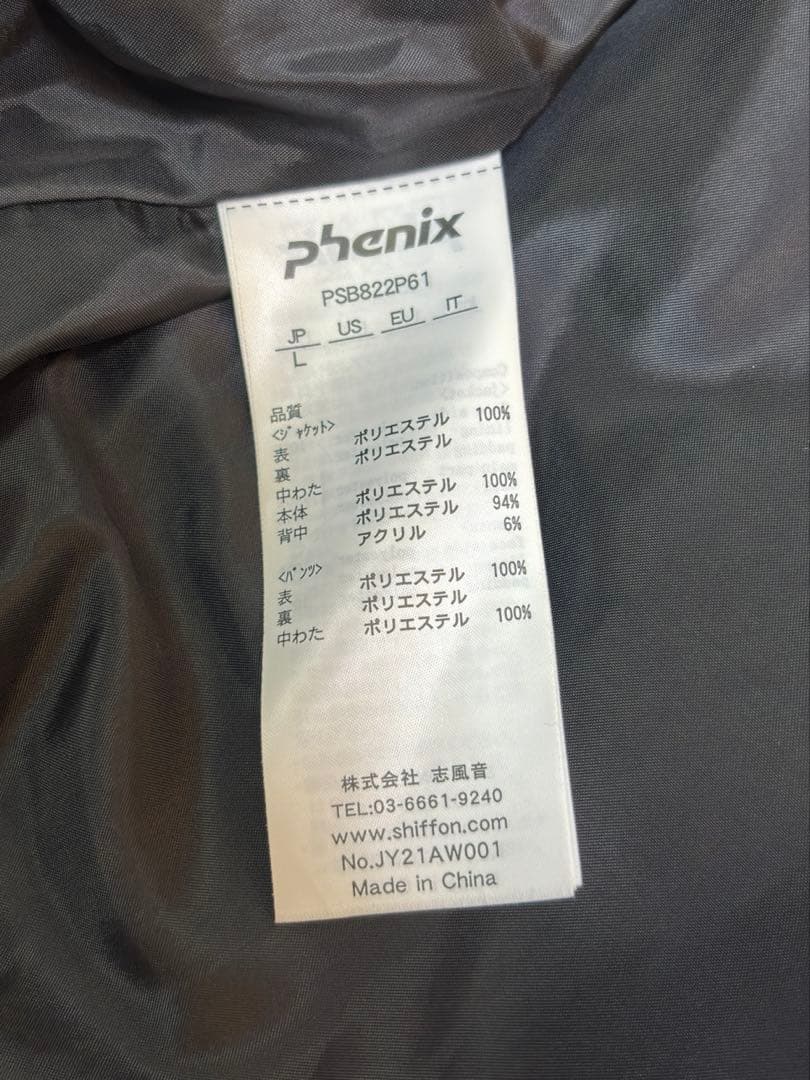 phenix
PSB822P61
JP US EU IT
L
品質
<ｼﾞｬｹｯﾄ>
表 ポリエステル 100%
裏 ポリエステル
中わた
本体 ポリエステル 100%
背中 ポリエステル 94%
アクリル 6%
<ﾊﾟﾝﾂ>
表 ポリエステル 100%
裏 ポリエステル
中わた ポリエステル 100%
株式会社 志風音
TEL:03-6661-9240
www.shiffon.com
No.JY21AW001
Made in China